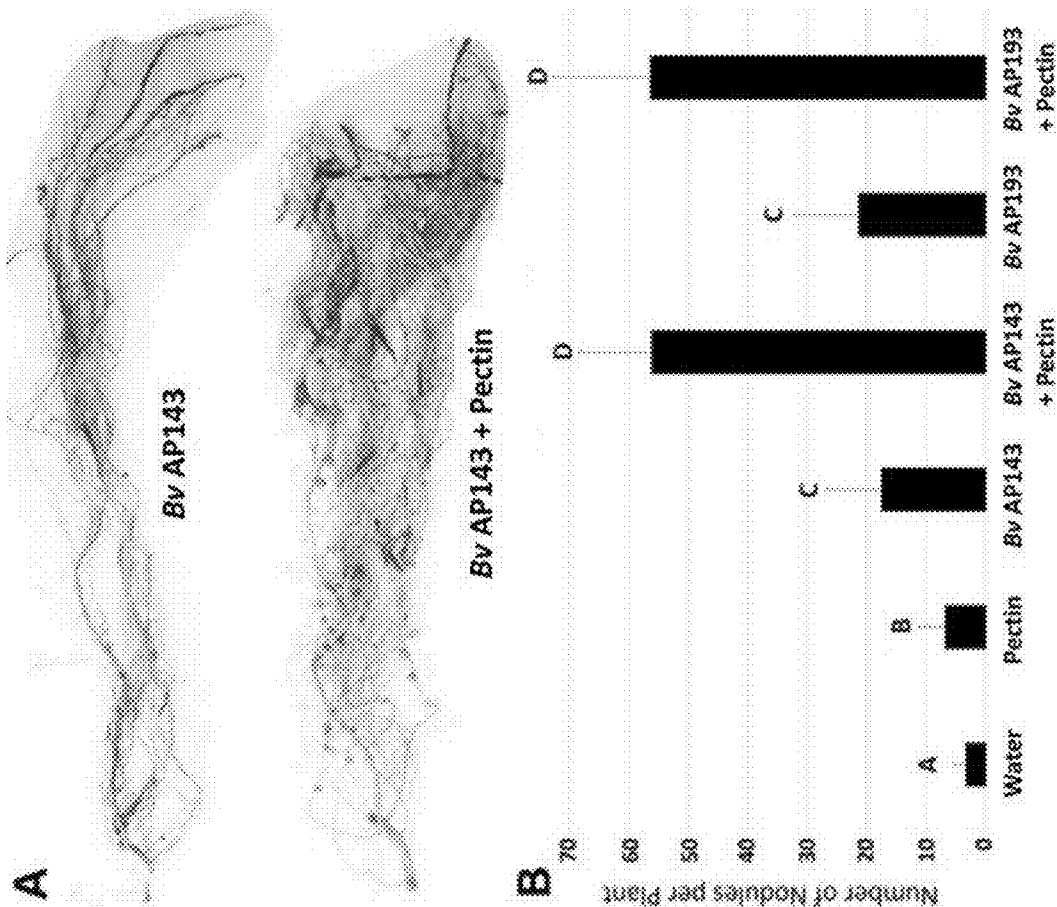 A
Bv AP143
Bv AP143 + Pectin
B
Number of Nodules per Plant
70
60
50
40
30
20
10
0
A
B
C
D
C
D
Water
Pectin
Bv AP143
Bv AP143
+ Pectin
Bv AP193
Bv AP193
+ Pectin